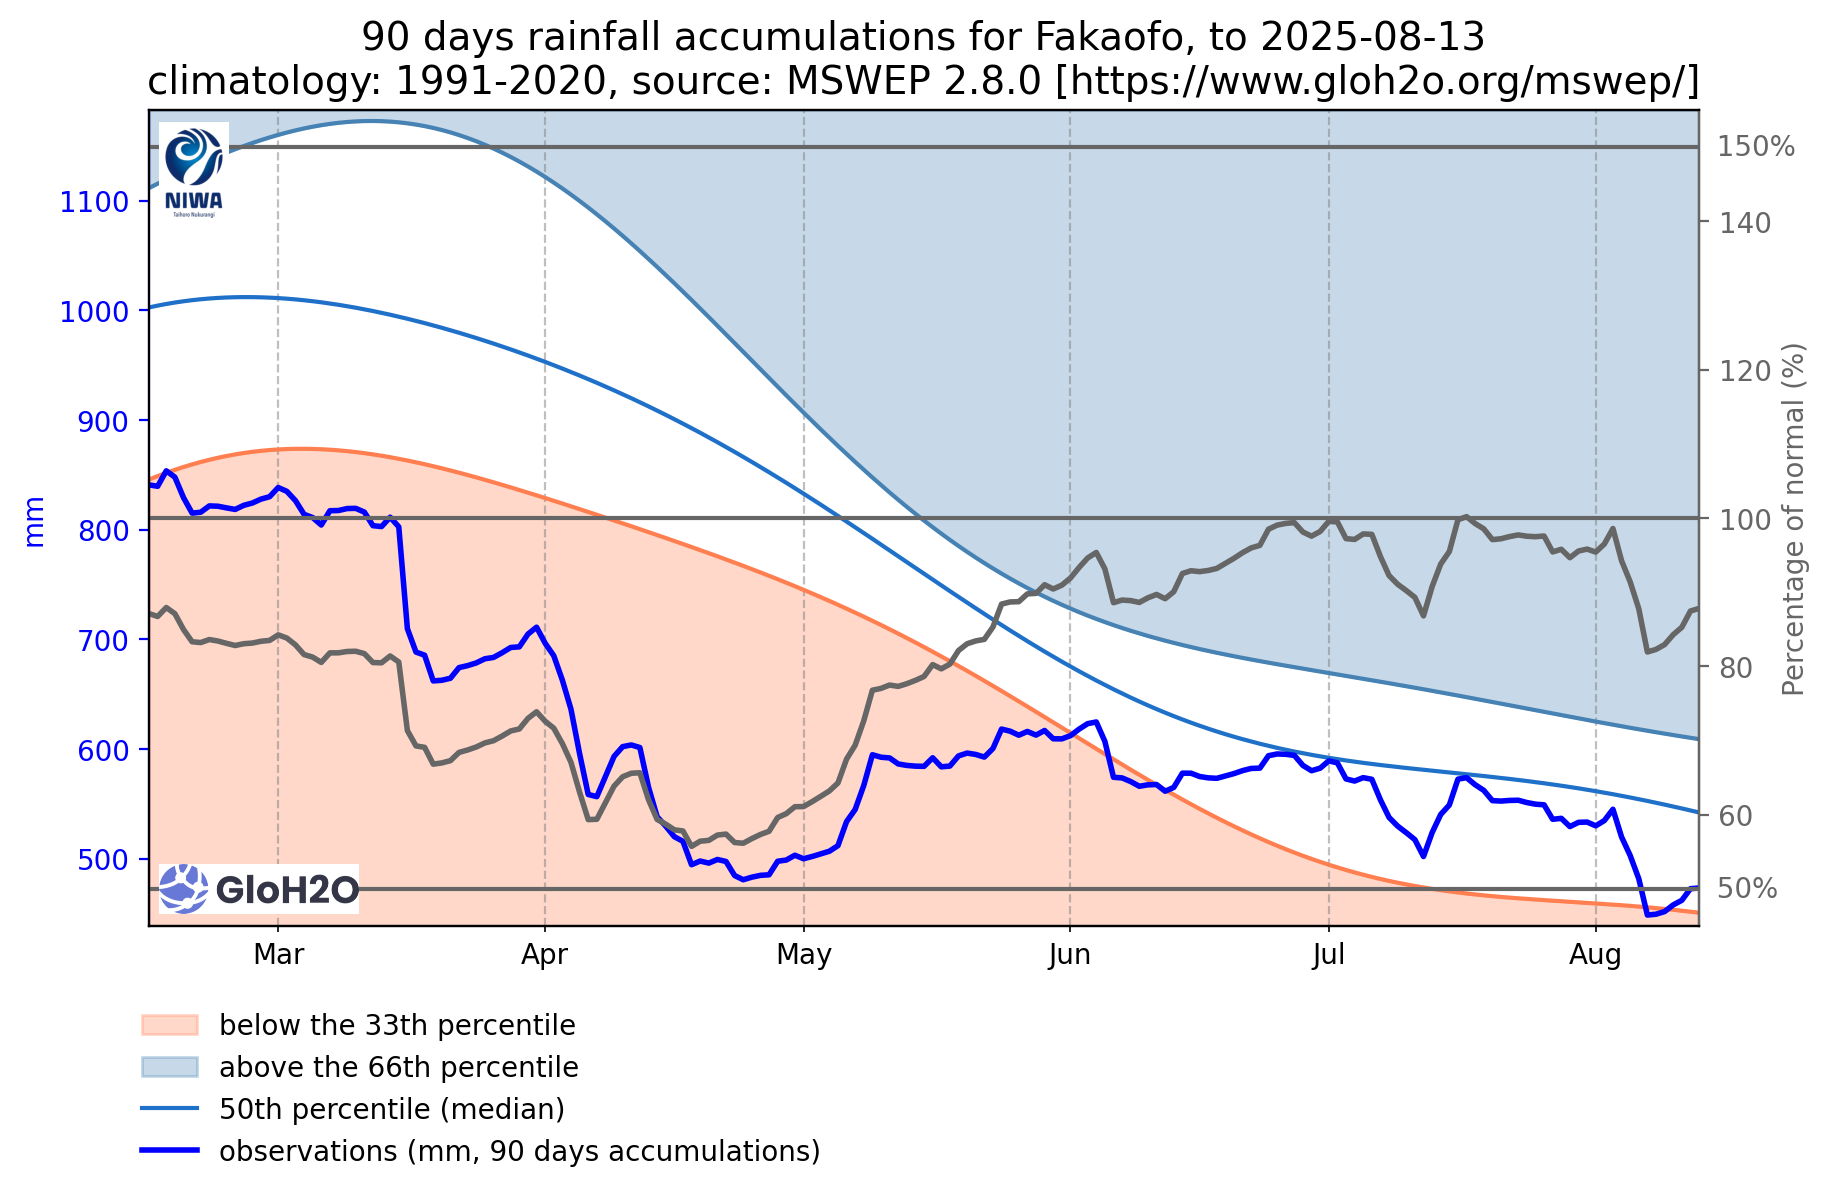 90 days rainfall accumulations for Fakaofo, to 2025-08-13
climatology: 1991-2020, source: MSWEP 2.8.0 [https://www.gloh2o.org/mswep/]
NIWA
Taihoro Nukurangi
1100
1000
900
800
700
600
500
mm
150%
140
120
100
80
60
50%
Percentage of normal (%)
GloH2O
Mar
Apr
May
Jun
Jul
Aug
below the 33th percentile
above the 66th percentile
50th percentile (median)
observations (mm, 90 days accumulations)